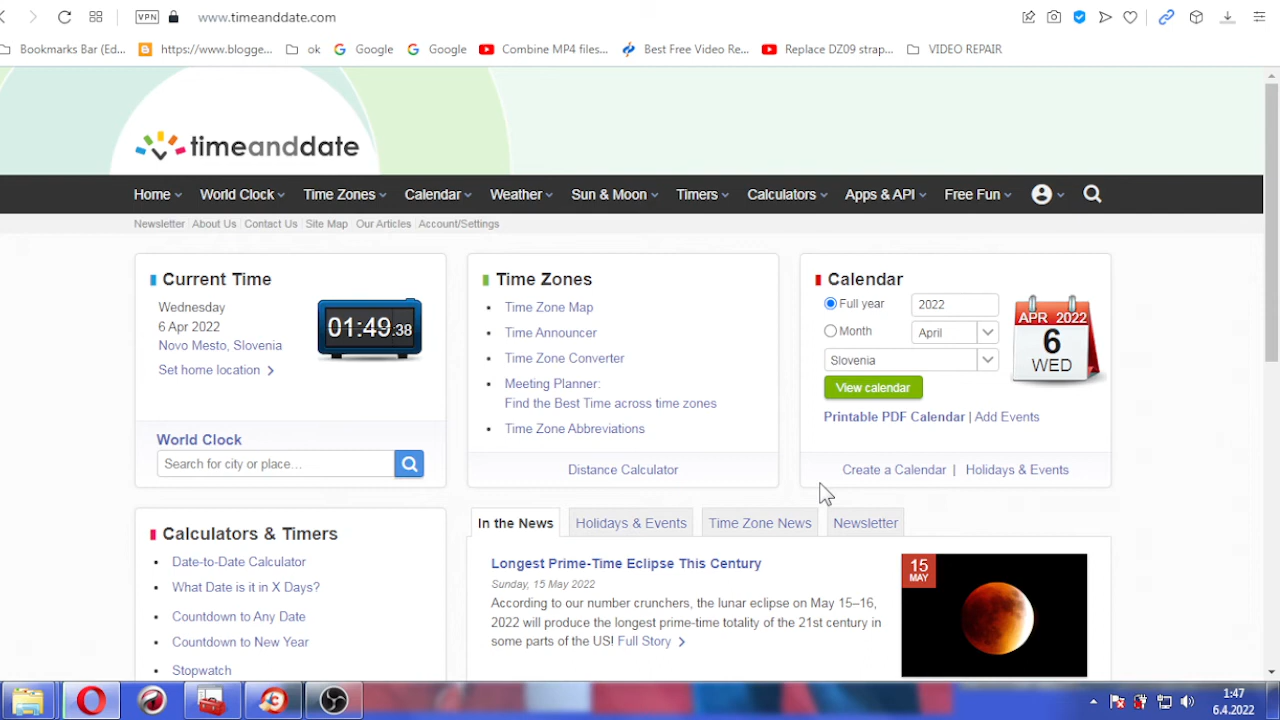 VPN www.timeanddate.com
Bookmarks Bar (Ed... https://www.blogge... ok Google Google Combine MP4 files... Best Free Video Re... Replace DZ09 strap... VIDEO REPAIR
timeanddate
Home World Clock Time Zones Calendar Weather Sun & Moon Timers Calculators Apps & API Free Fun
Newsletter About Us Contact Us Site Map Our Articles Account/Settings
Current Time
Wednesday
6 Apr 2022
Novo Mesto, Slovenia
Set home location >
01:49.38
World Clock
Search for city or place...
Time Zones
• Time Zone Map
• Time Announcer
• Time Zone Converter
• Meeting Planner:
Find the Best Time across time zones
• Time Zone Abbreviations
Distance Calculator
Calendar
Full year 2022
Month April
Slovenia
View calendar
APR 2022
6
WED
Printable PDF Calendar | Add Events
Create a Calendar | Holidays & Events
Calculators & Timers
• Date-to-Date Calculator
• What Date is it in X Days?
• Countdown to Any Date
• Countdown to New Year
• Stopwatch
In the News Holidays & Events Time Zone News Newsletter
Longest Prime-Time Eclipse This Century
Sunday, 15 May 2022
According to our number crunchers, the lunar eclipse on May 15–16,
2022 will produce the longest prime-time totality of the 21st century in
some parts of the US! Full Story >
15
MAY
1:47
6.4.2022